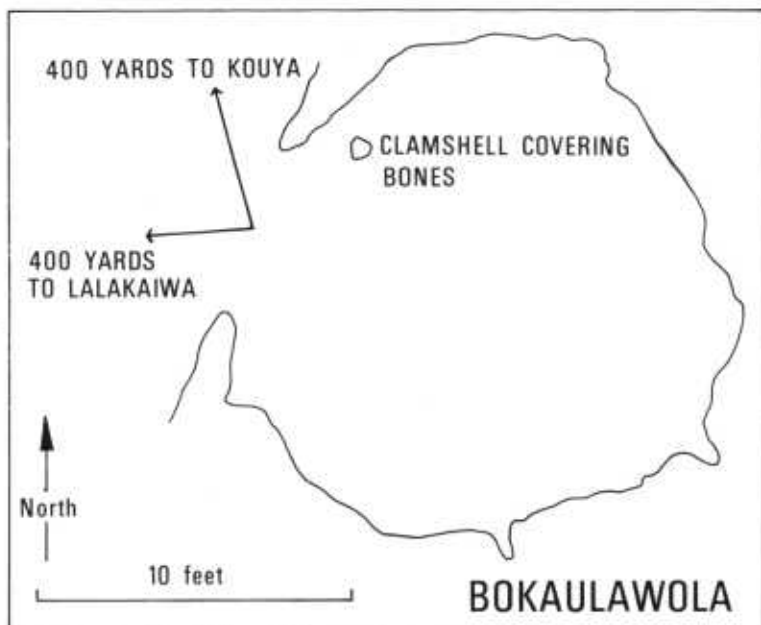 400 YARDS TO KOUYA
CLAMSHELL COVERING
BONES
400 YARDS
TO LALAKAIWA
North
10 feet
BOKAULAWOLA